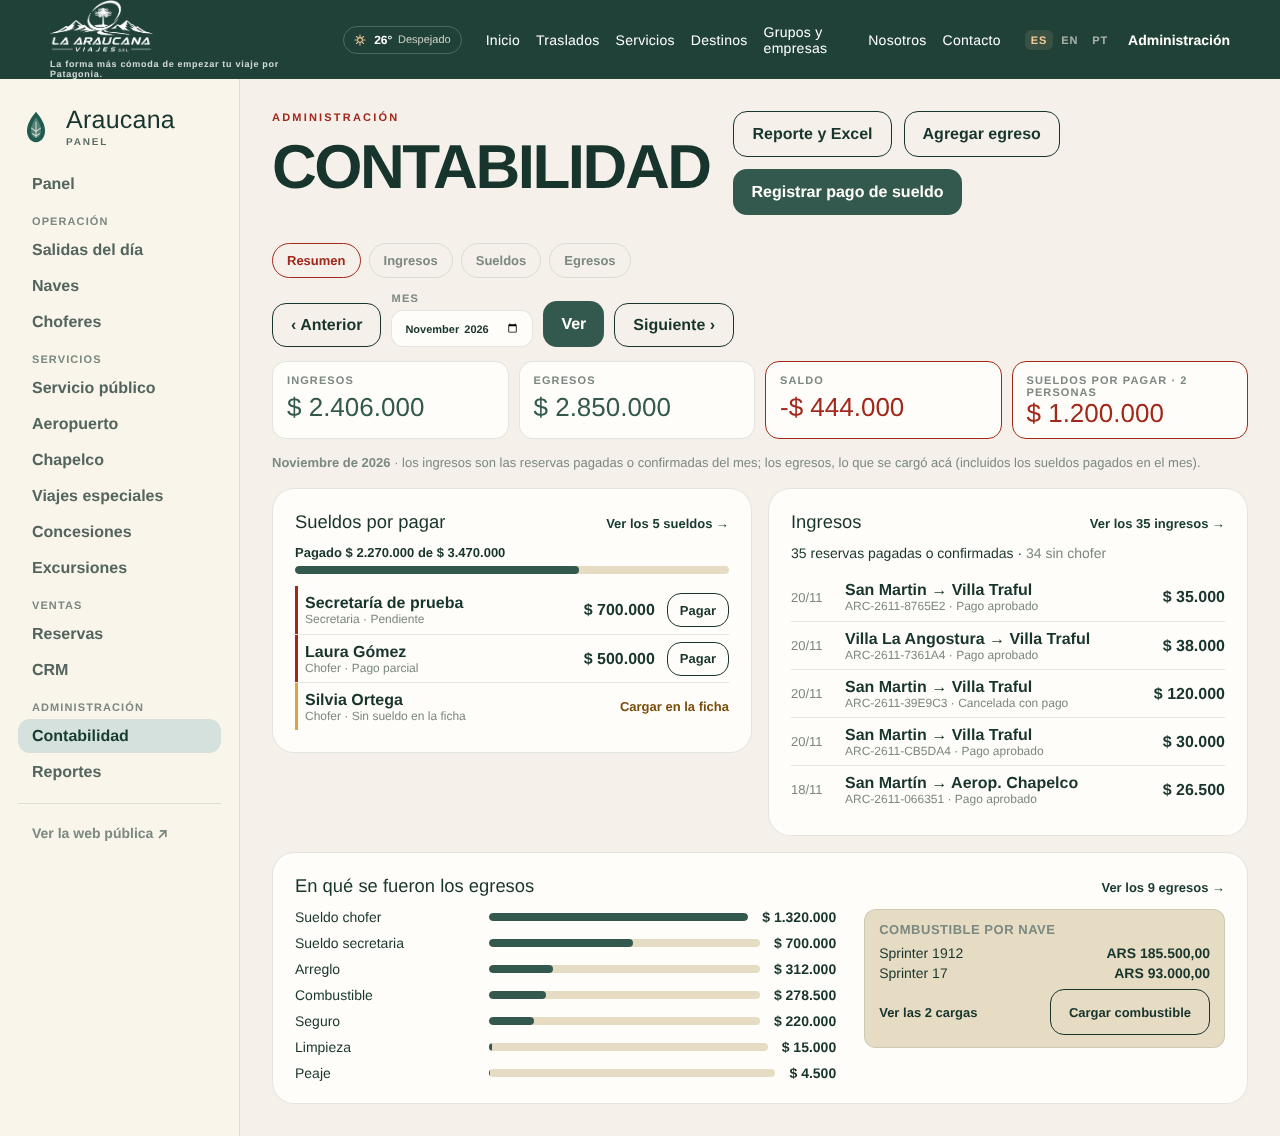 LA ARAUCANA
VIAJES SRL
La forma más cómoda de empezar tu viaje por
Patagonia.
26° Despejado
Inicio
Traslados
Servicios
Destinos
Grupos y
empresas
Nosotros
Contacto
ES EN PT
Administración
Araucana
PANEL
Panel
OPERACIÓN
Salidas del día
Naves
Choferes
SERVICIOS
Servicio público
Aeropuerto
Chapelco
Viajes especiales
Concesiones
Excursiones
VENTAS
Reservas
CRM
ADMINISTRACIÓN
Contabilidad
Reportes
Ver la web pública ↗
ADMINISTRACIÓN
CONTABILIDAD
Reporte y Excel
Agregar egreso
Registrar pago de sueldo
Resumen
Ingresos
Sueldos
Egresos
‹ Anterior
MES
November 2026
Ver
Siguiente ›
INGRESOS
$ 2.406.000
EGRESOS
$ 2.850.000
SALDO
-$ 444.000
SUELDOS POR PAGAR · 2
PERSONAS
$ 1.200.000
Noviembre de 2026 · los ingresos son las reservas pagadas o confirmadas del mes; los egresos, lo que se cargó acá (incluidos los sueldos pagados en el mes).
Sueldos por pagar
Ver los 5 sueldos →
Pagado $ 2.270.000 de $ 3.470.000
Secretaría de prueba
Secretaria · Pendiente
$ 700.000
Pagar
Laura Gómez
Chofer · Pago parcial
$ 500.000
Pagar
Silvia Ortega
Chofer · Sin sueldo en la ficha
Cargar en la ficha
Ingresos
Ver los 35 ingresos →
35 reservas pagadas o confirmadas · 34 sin chofer
20/11
San Martin → Villa Traful
ARC-2611-8765E2 · Pago aprobado
$ 35.000
20/11
Villa La Angostura → Villa Traful
ARC-2611-7361A4 · Pago aprobado
$ 38.000
20/11
San Martin → Villa Traful
ARC-2611-39E9C3 · Cancelada con pago
$ 120.000
20/11
San Martin → Villa Traful
ARC-2611-CB5DA4 · Pago aprobado
$ 30.000
18/11
San Martín → Aerop. Chapelco
ARC-2611-066351 · Pago aprobado
$ 26.500
En qué se fueron los egresos
Ver los 9 egresos →
Sueldo chofer $ 1.320.000
Sueldo secretaria $ 700.000
Arreglo $ 312.000
Combustible $ 278.500
Seguro $ 220.000
Limpieza $ 15.000
Peaje $ 4.500
COMBUSTIBLE POR NAVE
Sprinter 1912 ARS 185.500,00
Sprinter 17 ARS 93.000,00
Ver las 2 cargas
Cargar combustible